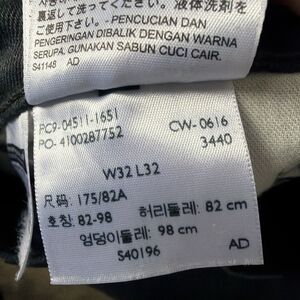 裏返して洗ってください。液体洗剤を
ご使用下さい。 PENCUCIAN DAN
PENGERINGAN DIBALIK DENGAN WARNA
SERUPA. GUNAKAN SABUN CUCI CAIR.
S41148 AD
PC9-04511-1651
PO- 4100287752
CW-0616
3440
W32 L32
尺码: 175/82A
호칭: 82-98 허리둘레: 82 cm
엉덩이둘레: 98 cm
S40196 AD